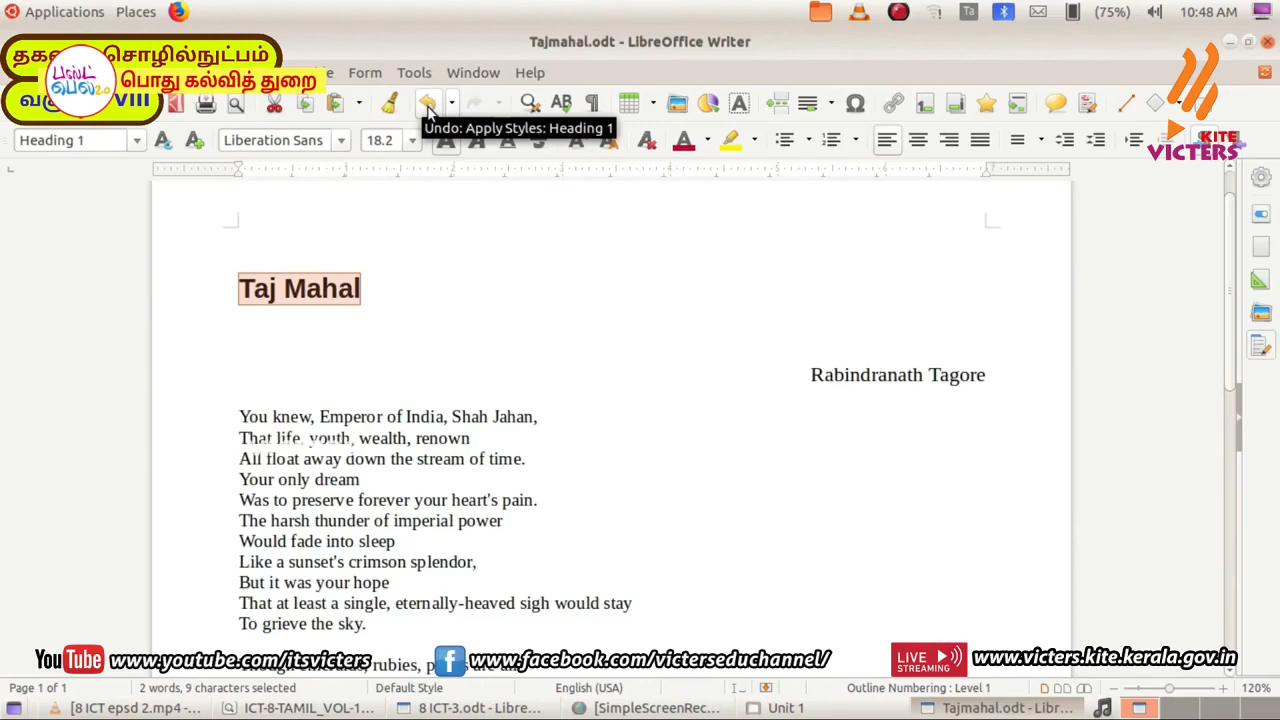 Applications Places Ta (75%) 10:48 AM
Tajmahal.odt - LibreOffice Writer
தகவல் தொழில்நுட்பம்
பொது கல்வித் துறை
பஸ்ட் பெல் 2.0
VIII
Form Tools Window Help
Undo: Apply Styles: Heading 1
Heading 1 Liberation Sans 18.2
KITE
VICTERS
Taj Mahal
Rabindranath Tagore
You knew, Emperor of India, Shah Jahan,
That life, youth, wealth, renown
All float away down the stream of time.
Your only dream
Was to preserve forever your heart's pain.
The harsh thunder of imperial power
Would fade into sleep
Like a sunset's crimson splendor,
But it was your hope
That at least a single, eternally-heaved sigh would stay
To grieve the sky.
rubies,
YouTube www.youtube.com/itsvicters
www.facebook.com/victerseduchannel/
LIVE STREAMING www.victers.kite.kerala.gov.in
Page 1 of 1 2 words, 9 characters selected Default Style English (USA) Outline Numbering : Level 1 120%
[8 ICT epsd 2.mp4 -... ICT-8-TAMIL_VOL-1... 8-ICT-3.odt - Libre... [SimpleScreenRec... Unit 1 Tajmahal.odt - Libr...